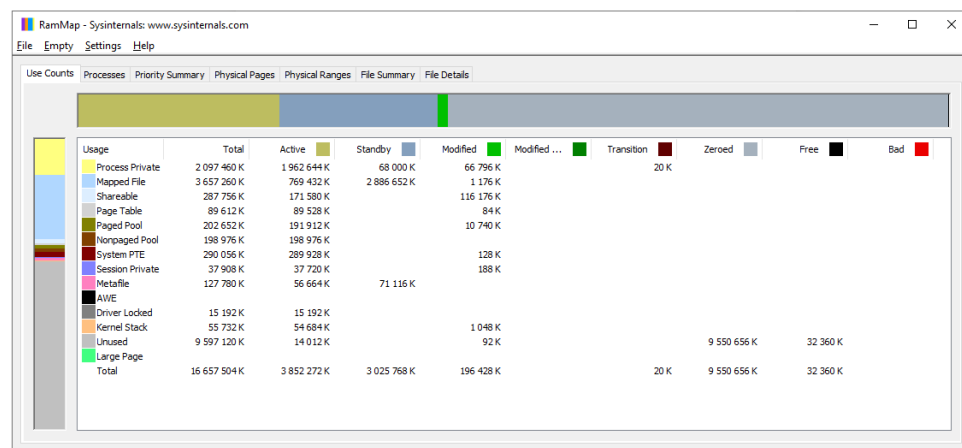 RamMap - Sysinternals: www.sysinternals.com
File Empty Settings Help
Use Counts Processes Priority Summary Physical Pages Physical Ranges File Summary File Details
Usage Total Active Standby Modified Modified ... Transition Zeroed Free Bad
Process Private 2 097 460 K 1 962 644 K 68 000 K 66 796 K 20 K
Mapped File 3 657 260 K 769 432 K 2 886 652 K 1 176 K
Shareable 287 756 K 171 580 K 116 176 K
Page Table 89 612 K 89 528 K 84 K
Paged Pool 202 652 K 191 912 K 10 740 K
Nonpaged Pool 198 976 K 198 976 K
System PTE 290 056 K 289 928 K 128 K
Session Private 37 908 K 37 720 K 188 K
Metafile 127 780 K 56 664 K 71 116 K
AWE
Driver Locked 15 192 K 15 192 K
Kernel Stack 55 732 K 54 684 K 1 048 K
Unused 9 597 120 K 14 012 K 92 K 9 550 656 K 32 360 K
Large Page
Total 16 657 504 K 3 852 272 K 3 025 768 K 196 428 K 20 K 9 550 656 K 32 360 K